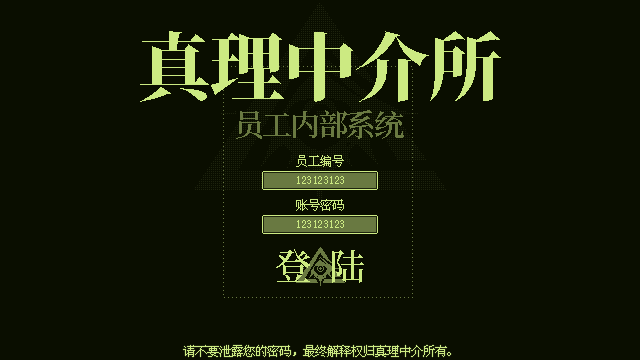 真理中介所
员工内部系统
员工编号
123123123
账号密码
123123123
登陆
请不要泄露您的密码，最终解释权归真理中介所有。